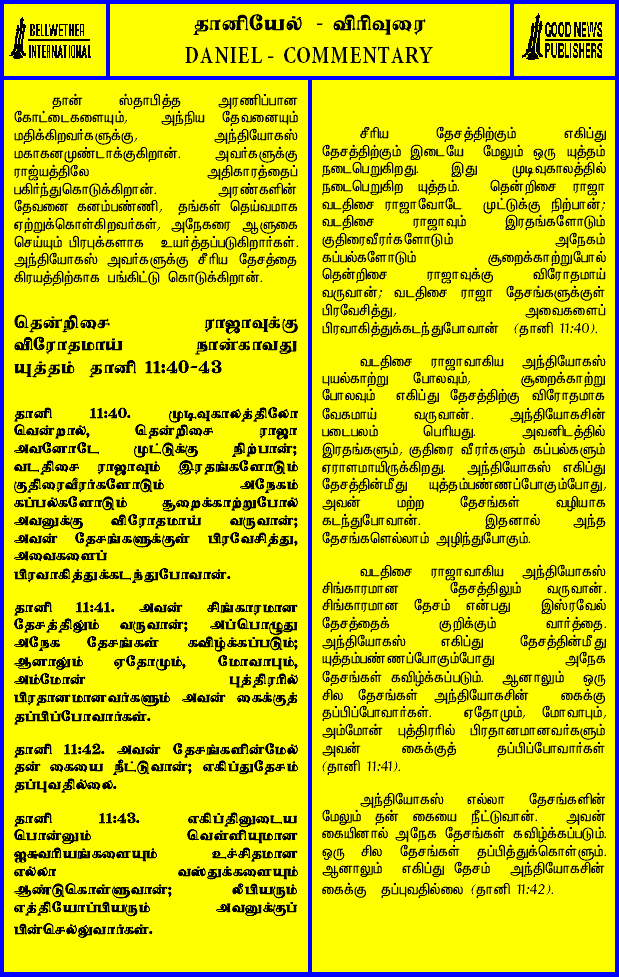 BELLWETHER
INTERNATIONAL
தானியேல் - விரிவுரை
DANIEL - COMMENTARY
GOOD NEWS
PUBLISHERS
தான் ஸ்தாபித்த அரணிப்பான
கோட்டைகளையும், அந்நிய தேவனையும்
மதிக்கிறவர்களுக்கு, அந்தியோகஸ்
மகாகனமுண்டாக்குகிறான். அவர்களுக்கு
ராஜ்யத்திலே அதிகாரத்தைப்
பகிர்ந்துகொடுக்கிறான். அரண்களின்
தேவனை கனம்பண்ணி, தங்கள் தெய்வமாக
ஏற்றுக்கொள்கிறவர்கள், அநேகரை ஆளுகை
செய்யும் பிரபுக்களாக உயர்த்தப்படுகிறார்கள்.
அந்தியோகஸ் அவர்களுக்கு சீரிய தேசத்தை
கிரயத்திற்காக பங்கிட்டு கொடுக்கிறான்.
தென்றிசை ராஜாவுக்கு
விரோதமாய் நான்காவது
யுத்தம் தானி 11:40-43
தானி 11:40. முடிவுகாலத்திலோ
வென்றால், தென்றிசை ராஜா
அவனோடே முட்டுக்கு நிற்பான்;
வடதிசை ராஜாவும் இரதங்களோடும்
குதிரைவீரர்களோடும் அநேகம்
கப்பல்களோடும் சூறைக்காற்றுபோல்
அவனுக்கு விரோதமாய் வருவான்;
அவன் தேசங்களுக்குள் பிரவேசித்து,
அவைகளைப்
பிரவாகித்துக்கடந்துபோவான்.
தானி 11:41. அவன் சிங்காரமான
தேசத்திலும் வருவான்; அப்பொழுது
அநேக தேசங்கள் கவிழ்க்கப்படும்;
ஆனாலும் ஏதோமும், மோவாபும்,
அம்மோன் புத்திரரில்
பிரதானமானவர்களும் அவன் கைக்குத்
தப்பிப்போவார்கள்.
தானி 11:42. அவன் தேசங்களின்மேல்
தன் கையை நீட்டுவான்; எகிப்துதேசம்
தப்புவதில்லை.
தானி 11:43. எகிப்தினுடைய
பொன்னும் வெள்ளியுமான
ஐசுவரியங்களையும் உச்சிதமான
எல்லா வஸ்துக்களையும்
ஆண்டுகொள்ளுவான்; லீபியரும்
எத்தியோப்பியரும் அவனுக்குப்
பின்செல்லுவார்கள்.
சீரிய தேசத்திற்கும் எகிப்து
தேசத்திற்கும் இடையே மேலும் ஒரு யுத்தம்
நடைபெறுகிறது. இது முடிவுகாலத்தில்
நடைபெறுகிற யுத்தம். தென்றிசை ராஜா
வடதிசை ராஜாவோடே முட்டுக்கு நிற்பான்;
வடதிசை ராஜாவும் இரதங்களோடும்
குதிரைவீரர்களோடும் அநேகம்
கப்பல்களோடும் சூறைக்காற்றுபோல்
தென்றிசை ராஜாவுக்கு விரோதமாய்
வருவான்; வடதிசை ராஜா தேசங்களுக்குள்
பிரவேசித்து, அவைகளைப்
பிரவாகித்துக்கடந்துபோவான் (தானி 11:40).
வடதிசை ராஜாவாகிய அந்தியோகஸ்
புயல்காற்று போலவும், சூறைக்காற்று
போலவும் எகிப்து தேசத்திற்கு விரோதமாக
வேகமாய் வருவான். அந்தியோகசின்
படைபலம் பெரியது. அவனிடத்தில்
இரதங்களும், குதிரை வீரர்களும் கப்பல்களும்
ஏராளமாயிருக்கிறது. அந்தியோகஸ் எகிப்து
தேசத்தின்மீது யுத்தம்பண்ணப்போகும்போது,
அவன் மற்ற தேசங்கள் வழியாக
கடந்துபோவான். இதனால் அந்த
தேசங்களெல்லாம் அழிந்துபோகும்.
வடதிசை ராஜாவாகிய அந்தியோகஸ்
சிங்காரமான தேசத்திலும் வருவான்.
சிங்காரமான தேசம் என்பது இஸ்ரவேல்
தேசத்தைக் குறிக்கும் வார்த்தை.
அந்தியோகஸ் எகிப்து தேசத்தின்மீது
யுத்தம்பண்ணப்போகும்போது அநேக
தேசங்கள் கவிழ்க்கப்படும். ஆனாலும் ஒரு
சில தேசங்கள் அந்தியோகசின் கைக்கு
தப்பிப்போவார்கள். ஏதோமும், மோவாபும்,
அம்மோன் புத்திரரில் பிரதானமானவர்களும்
அவன் கைக்குத் தப்பிப்போவார்கள்
(தானி 11:41).
அந்தியோகஸ் எல்லா தேசங்களின்
மேலும் தன் கையை நீட்டுவான். அவன்
கையினால் அநேக தேசங்கள் கவிழ்க்கப்படும்.
ஒரு சில தேசங்கள் தப்பித்துக்கொள்ளும்.
ஆனாலும் எகிப்து தேசம் அந்தியோகசின்
கைக்கு தப்புவதில்லை (தானி 11:42).